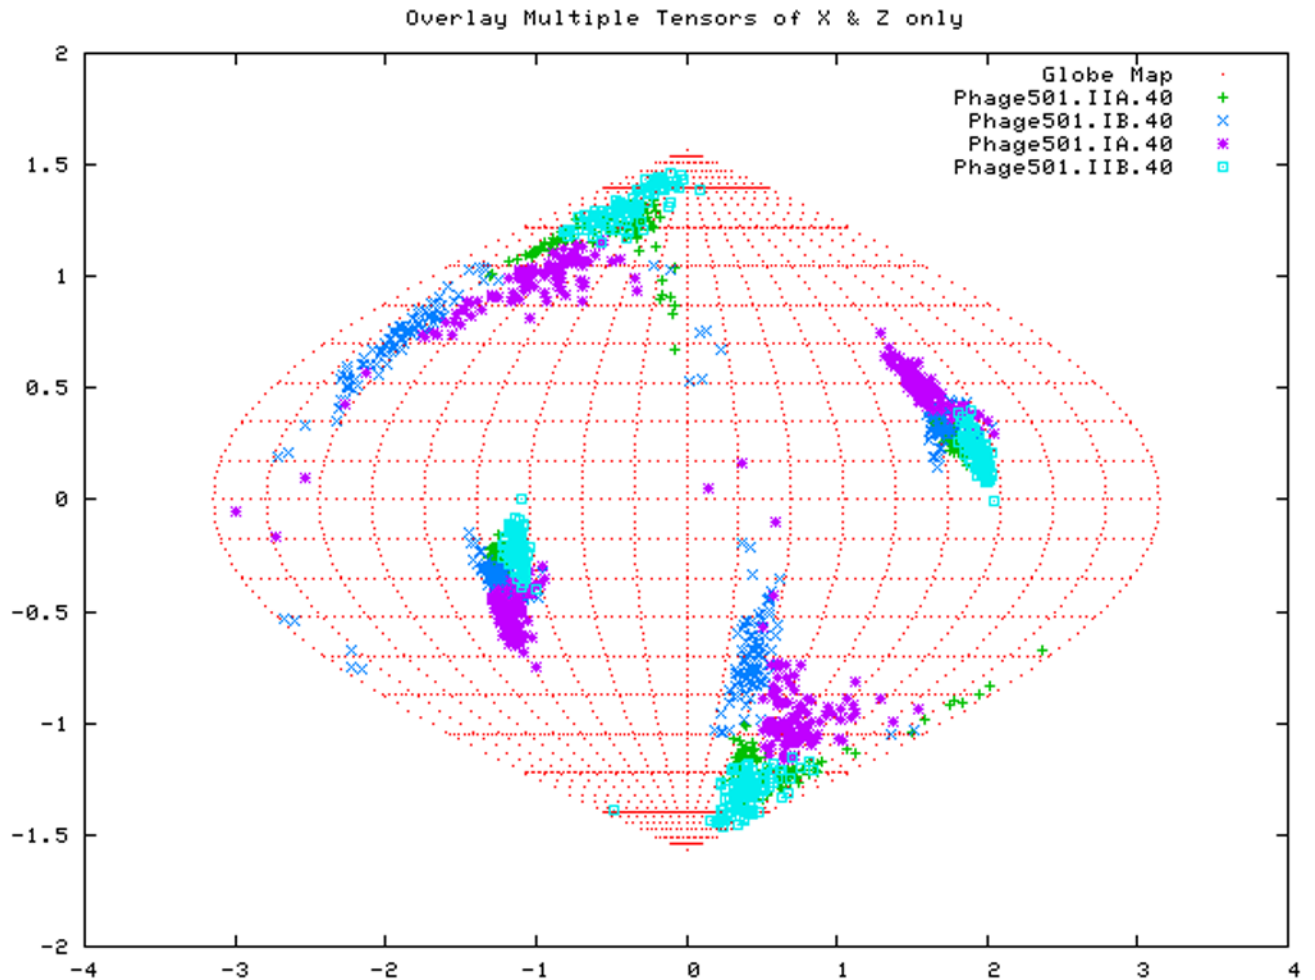 Overlay Multiple Tensors of X & Z only
2
Globe Map
Phage501.IIA.40
Phage501.IB.40
Phage501.IA.40
Phage501.IIB.40
1.5
1
0.5
0
-0.5
-1
-1.5
-2
-4 -3 -2 -1 0 1 2 3 4